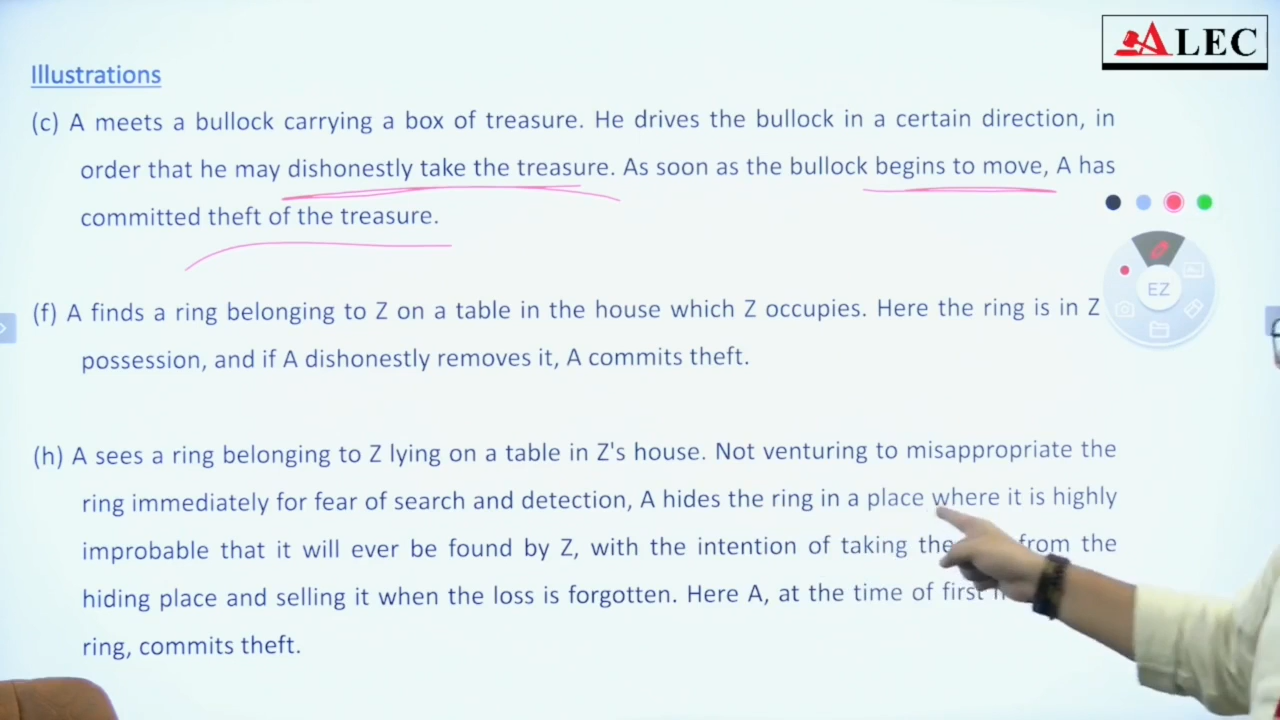 ALEC
Illustrations
(c) A meets a bullock carrying a box of treasure. He drives the bullock in a certain direction, in
order that he may dishonestly take the treasure. As soon as the bullock begins to move, A has
committed theft of the treasure.
EZ
(f) A finds a ring belonging to Z on a table in the house which Z occupies. Here the ring is in Z
possession, and if A dishonestly removes it, A commits theft.
(h) A sees a ring belonging to Z lying on a table in Z's house. Not venturing to misappropriate the
ring immediately for fear of search and detection, A hides the ring in a place where it is highly
improbable that it will ever be found by Z, with the intention of taking the from the
hiding place and selling it when the loss is forgotten. Here A, at the time of first
ring, commits theft.